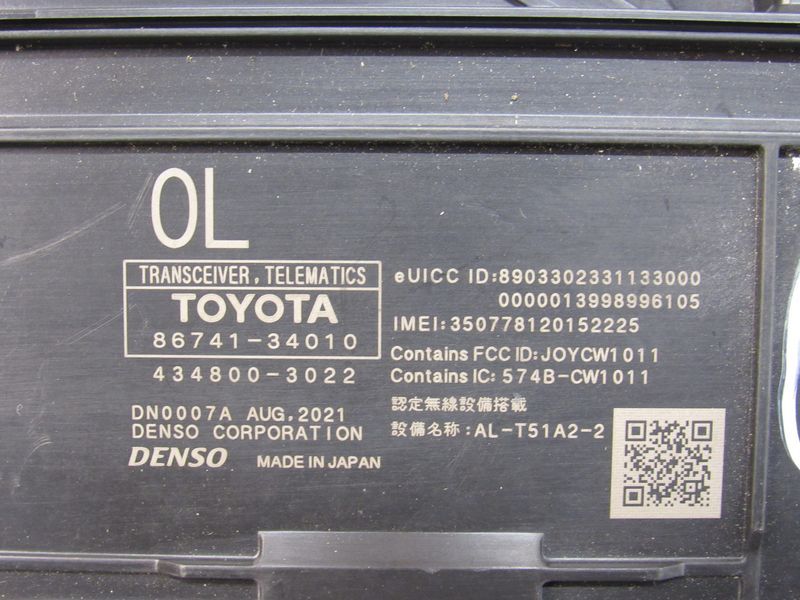 0L
TRANSCEIVER, TELEMATICS
TOYOTA
86741-34010
434800-3022
DN0007A AUG, 2021
DENSO CORPORATION
DENSO MADE IN JAPAN
eUICC ID:8903302331133000
0000013998996105
IMEI:350778120152225
Contains FCC ID:JOYCW1011
Contains IC: 574B-CW1011
認定無線設備搭載
設備名称:AL-T51A2-2